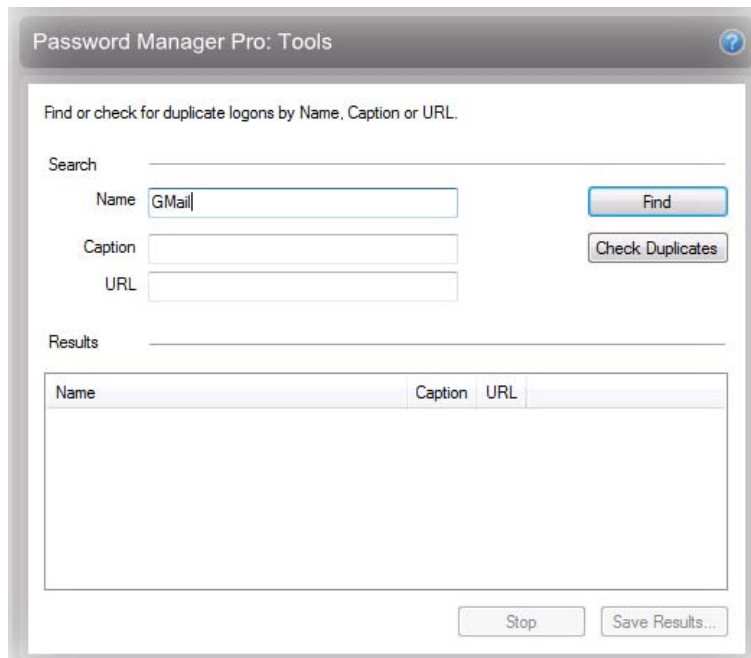 Password Manager Pro: Tools
?
Find or check for duplicate logons by Name, Caption or URL.
Search
Name GMail Find
Caption Check Duplicates
URL
Results
Name Caption URL
Stop Save Results...